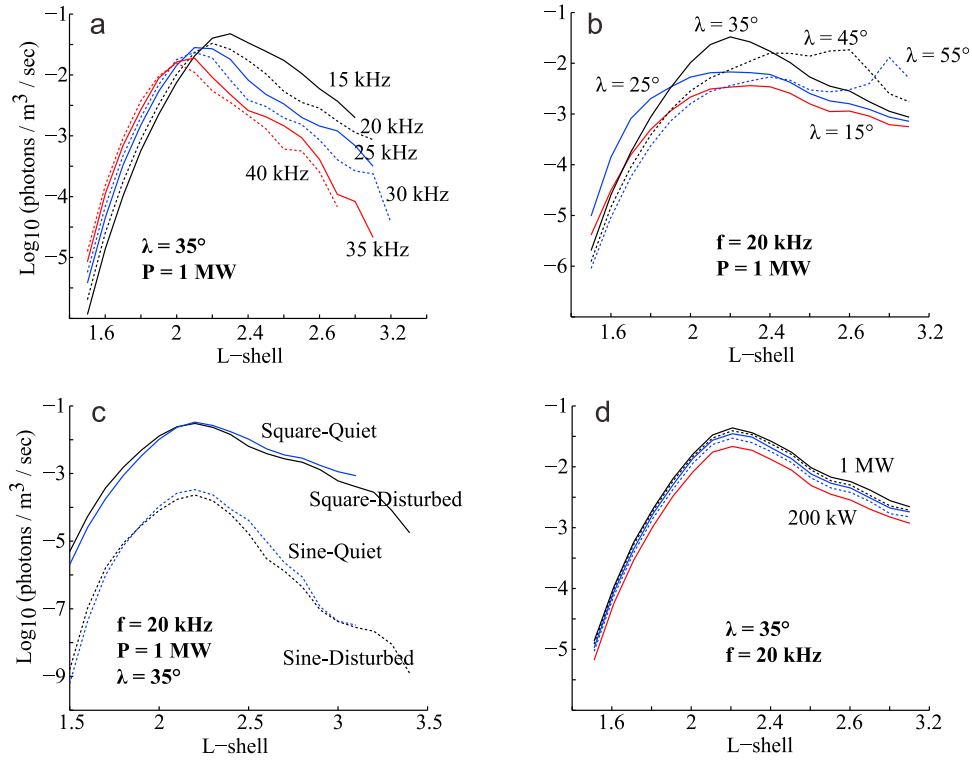 a
Log10 (photons / m3 / sec)
−1
−2
−3
−4
−5
1.6
2
2.4
2.6
3.2
L−shell
15 kHz
20 kHz
25 kHz
30 kHz
40 kHz
35 kHz
λ = 35°
P = 1 MW
b
−1
−2
−3
−4
−5
−6
1.6
2
2.4
2.6
3.2
L−shell
λ = 35°
λ = 45°
λ = 55°
λ = 25°
λ = 15°
f = 20 kHz
P = 1 MW
c
Log10 (photons / m3 / sec)
−1
−3
−5
−7
−9
1.5
2
2.5
3
3.5
L−shell
Square-Quiet
Square-Disturbed
Sine-Quiet
Sine-Disturbed
f = 20 kHz
P = 1 MW
λ = 35°
d
−1
−2
−3
−4
−5
1.6
2
2.4
2.6
3.2
L−shell
1 MW
200 kW
λ = 35°
f = 20 kHz